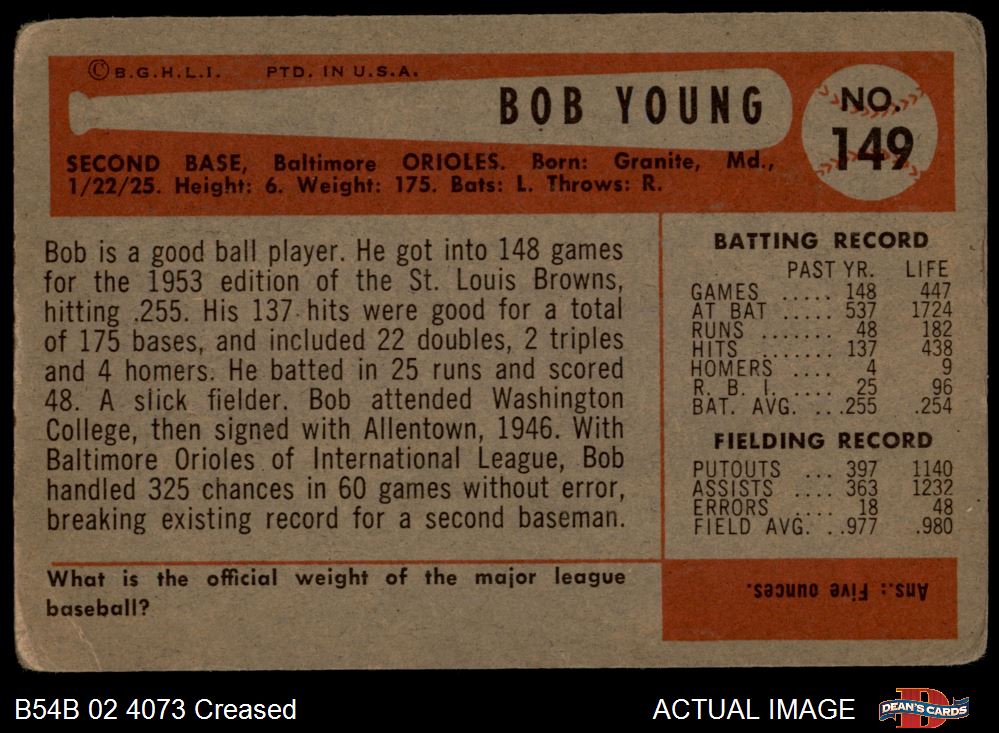 © B.G.H.L.I. PTD. IN U.S.A.
BOB YOUNG
NO.
149
SECOND BASE, Baltimore ORIOLES. Born: Granite, Md.,
1/22/25. Height: 6. Weight: 175. Bats: L. Throws: R.
Bob is a good ball player. He got into 148 games
for the 1953 edition of the St. Louis Browns,
hitting .255. His 137 hits were good for a total
of 175 bases, and included 22 doubles, 2 triples
and 4 homers. He batted in 25 runs and scored
48. A slick fielder. Bob attended Washington
College, then signed with Allentown, 1946. With
Baltimore Orioles of International League, Bob
handled 325 chances in 60 games without error,
breaking existing record for a second baseman.
BATTING RECORD
PAST YR. LIFE
GAMES ..... 148 447
AT BAT ..... 537 1724
RUNS ....... 48 182
HITS ....... 137 438
HOMERS .... 4 9
R. B. I. .... 25 96
BAT. AVG. ...255 .254
FIELDING RECORD
PUTOUTS ... 397 1140
ASSISTS .... 363 1232
ERRORS .... 18 48
FIELD AVG. ..977 .980
What is the official weight of the major league
baseball?
Ans.: Five ounces.
B54B 02 4073 Creased
ACTUAL IMAGE
D
DEAN'S CARDS